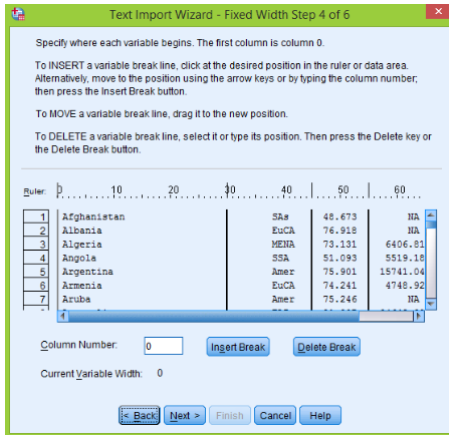 Text Import Wizard - Fixed Width Step 4 of 6
Specify where each variable begins. The first column is column 0.
To INSERT a variable break line, click at the desired position in the ruler or data area.
Alternatively, move to the position using the arrow keys or by typing the column number;
then press the Insert Break button.
To MOVE a variable break line, drag it to the new position.
To DELETE a variable break line, select it or type its position. Then press the Delete key or
the Delete Break button.
Ruler: 0 10 20 30 40 50 60
1 Afghanistan SAs 48.673 NA
2 Albania EuCA 76.918 NA
3 Algeria MENA 73.131 6406.81
4 Angola SSA 51.093 5519.18
5 Argentina Amer 75.901 15741.04
6 Armenia EuCA 74.241 4748.92
7 Aruba Amer 75.246 NA
Column Number: 0 Insert Break Delete Break
Current Variable Width: 0
< Back Next > Finish Cancel Help